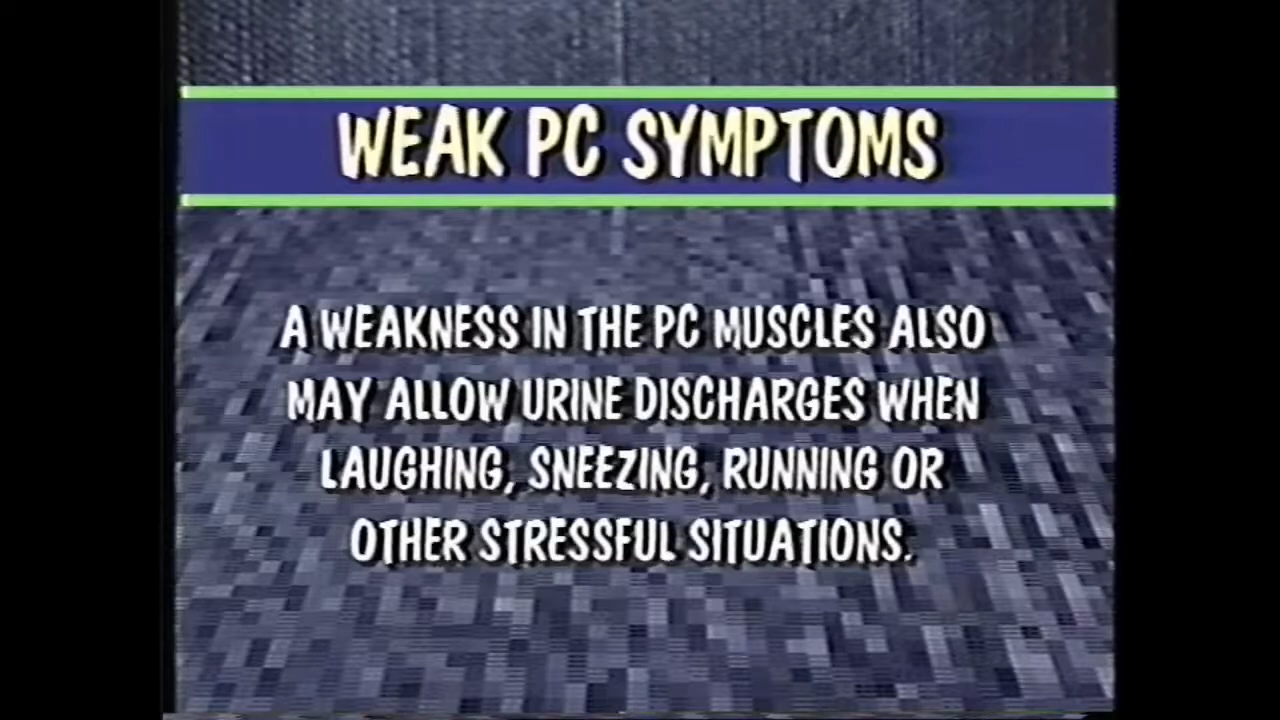 WEAK PC SYMPTOMS
A WEAKNESS IN THE PC MUSCLES ALSO
MAY ALLOW URINE DISCHARGES WHEN
LAUGHING, SNEEZING, RUNNING OR
OTHER STRESSFUL SITUATIONS.